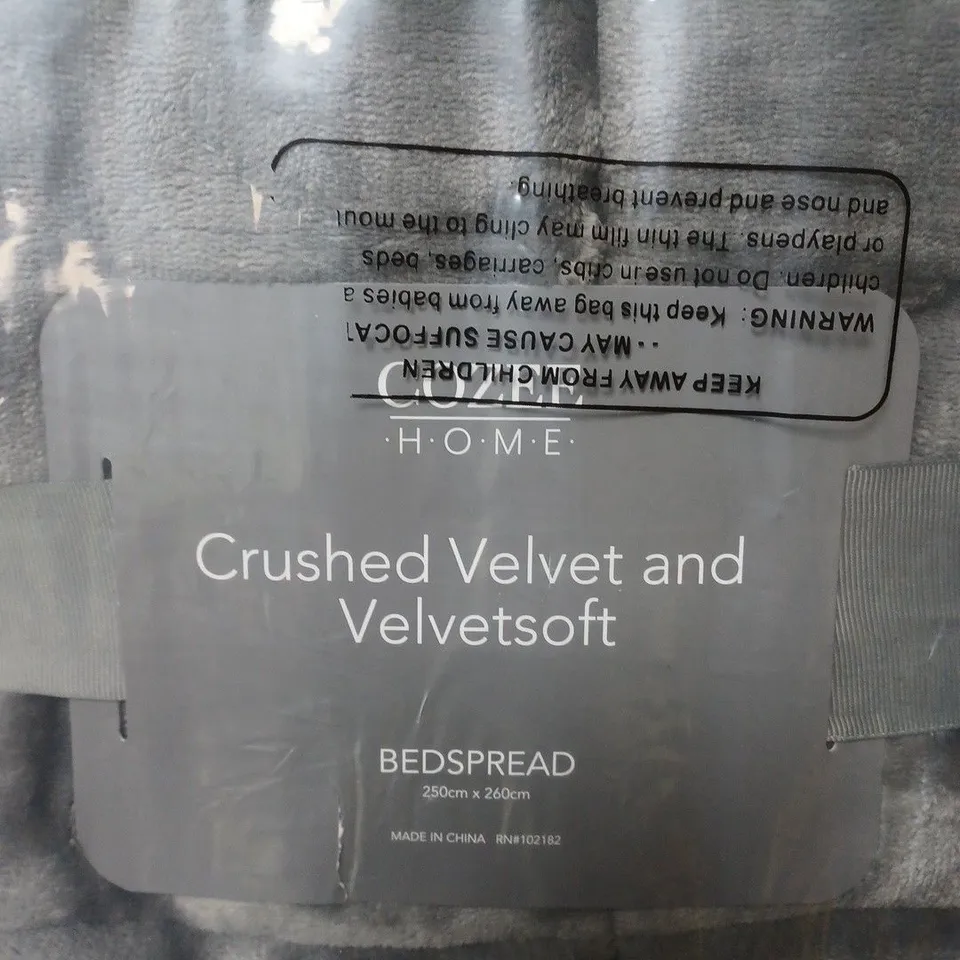 KEEP AWAY FROM CHILDREN
-- MAY CAUSE SUFFOCAT
WARNING: Keep this bag away from babies a
children. Do not use in cribs, carriages, beds
or playpens. The thin film may cling to the mout
and nose and prevent breathing.
COZEE
·H·O·M·E·
Crushed Velvet and
Velvetsoft
BEDSPREAD
250cm x 260cm
MADE IN CHINA RN#102182